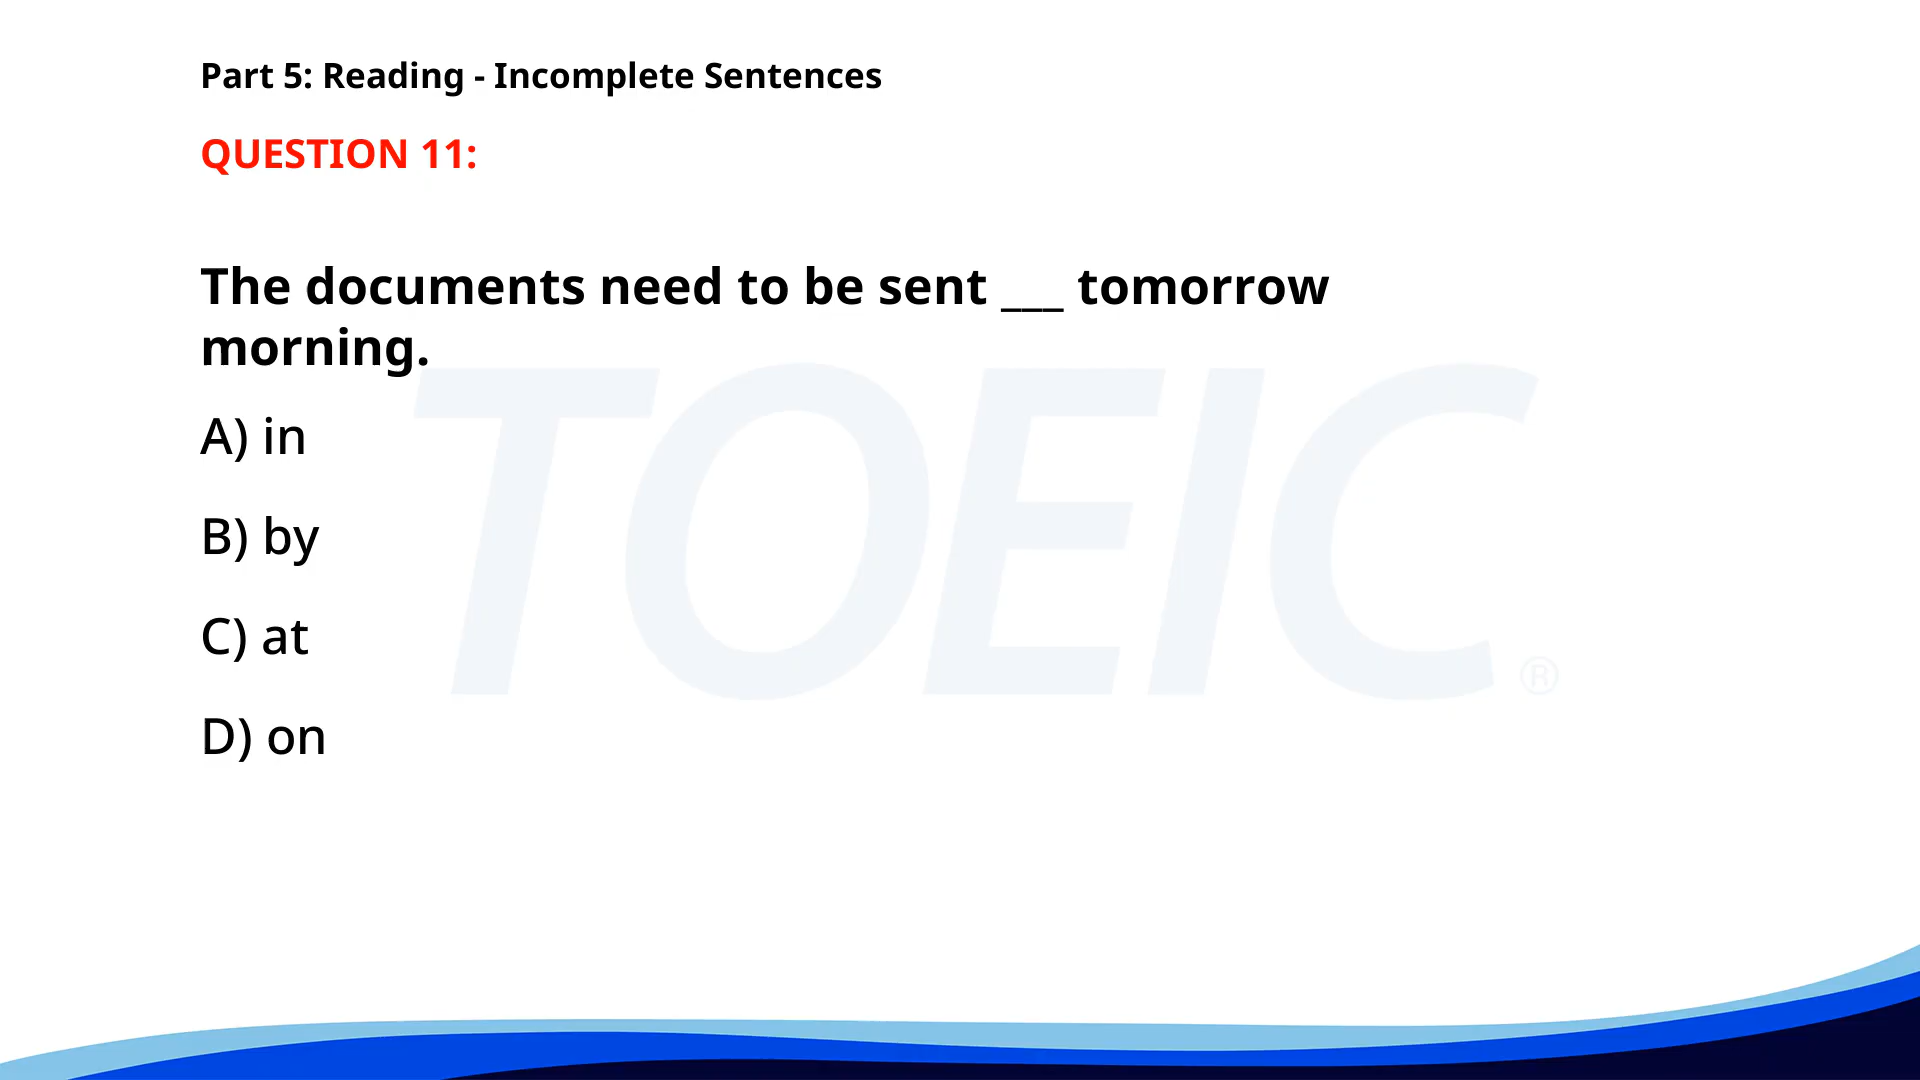 Part 5: Reading - Incomplete Sentences
QUESTION 11:
The documents need to be sent ___ tomorrow
morning.
TOEIC®
A) in
B) by
C) at
D) on